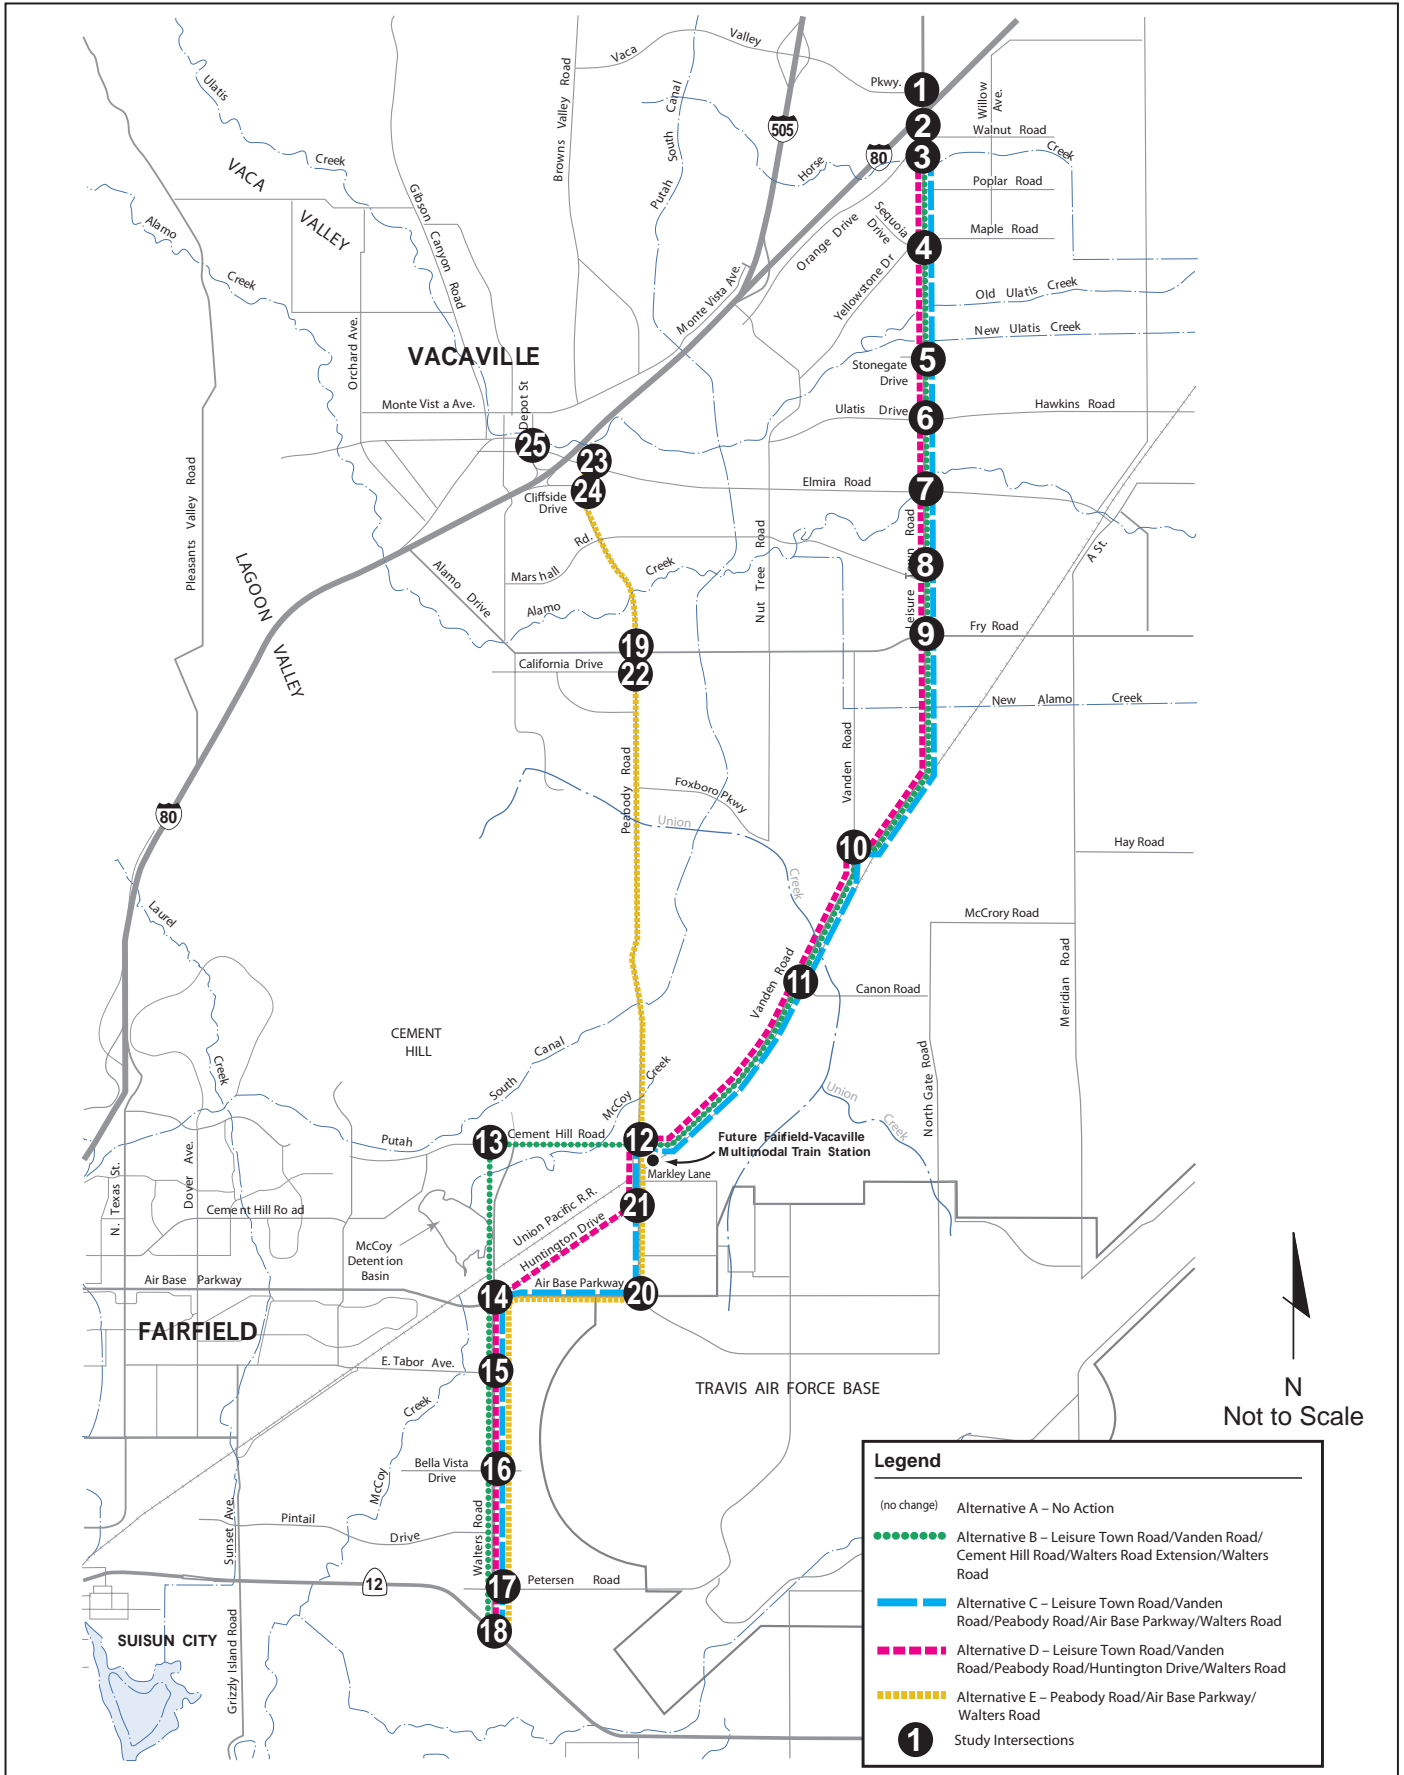 Ulatis
Creek
VACA
VALLEY
Alamo
Creek
Gibson
Canyon
Road
Orchard Ave.
Browns Valley Road
Vaca
Valley
Pkwy.
Putah South Canal
505
80
Horse
Creek
1
2
3
Willow
Ave.
Walnut Road
Poplar Road
Sequoia
Drive
Maple Road
4
Orange Drive
Yellowstone Dr
Old Ulatis Creek
New Ulatis Creek
Monte Vista Ave.
VACAVILLE
5
Stonegate
Drive
Monte Vist a Ave.
Depot St
6
Ulatis Drive
Hawkins Road
25
23
24
Cliffside
Drive
Elmira Road
7
Pleasants Valley Road
LAGOON
VALLEY
Alamo Drive
Rd.
Mars hall
Creek
Alamo
Nut Tree Road
Leisure Town Road
8
A St.
9
Fry Road
19
California Drive
22
New Alamo Creek
Peabody Road
Vanden Road
Foxboro Pkwy
Union
Creek
80
10
Hay Road
Laurel
Creek
McCrory Road
Meridian Road
Vanden Road
11
Canon Road
CEMENT
HILL
South
Canal
Putah
McCoy
Creek
Union
Creek
North Gate Road
13
Cement Hill Road
12
Future Faifield-Vacaville
Multimodal Train Station
Markley Lane
N. Texas St.
Dover Ave.
Cement Hill Ro ad
21
Union Pacific R.R.
Huntington Drive
McCoy
Detention
Basin
Air Base Parkway
Air Base Parkway
14
20
FAIRFIELD
E. Tabor Ave.
15
TRAVIS AIR FORCE BASE
N
Not to Scale
Creek
McCoy
Bella Vista
Drive
16
Sunset Ave.
Pintail
Drive
Walters Road
12
17
Petersen Road
18
SUISUN CITY
Grizzly Island Road
Legend
(no change) Alternative A – No Action
Alternative B – Leisure Town Road/Vanden Road/
Cement Hill Road/Walters Road Extension/Walters
Road
Alternative C – Leisure Town Road/Vanden
Road/Peabody Road/Air Base Parkway/Walters Road
Alternative D – Leisure Town Road/Vanden
Road/Peabody Road/Huntington Drive/Walters Road
Alternative E – Peabody Road/Air Base Parkway/
Walters Road
1 Study Intersections